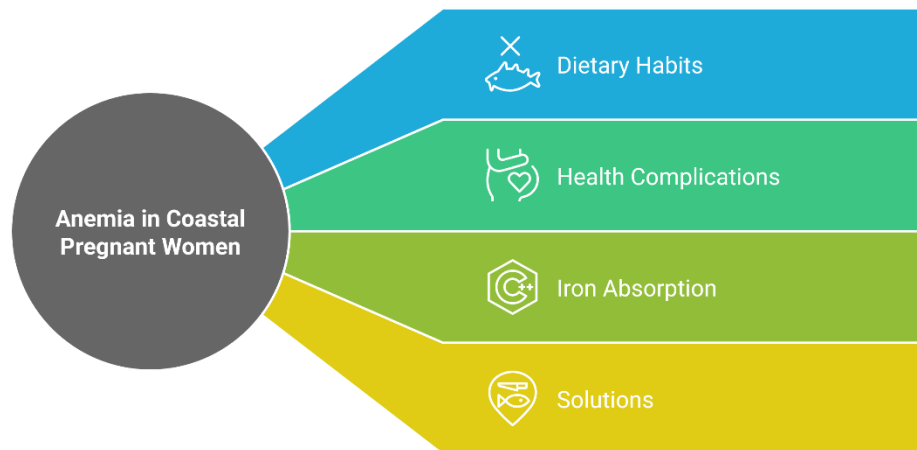 Anemia in Coastal
Pregnant Women
Dietary Habits
Health Complications
C++
Iron Absorption
Solutions